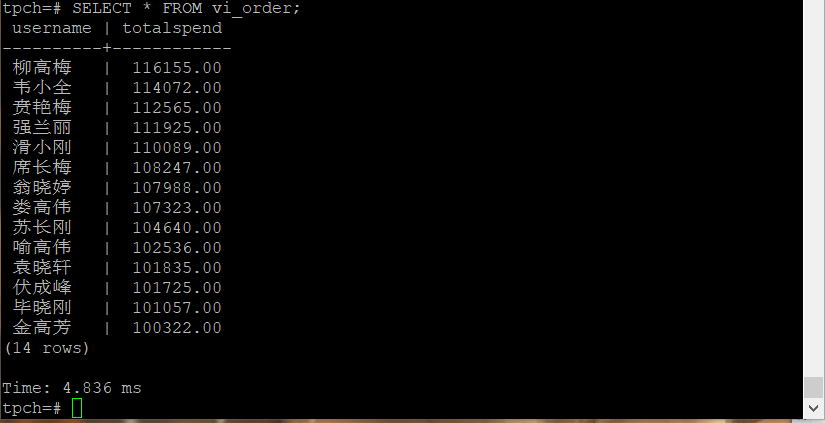 tpch=# SELECT * FROM vi_order;
username | totalspend
----------+------------
柳高梅 | 116155.00
韦小全 | 114072.00
贲艳梅 | 112565.00
强兰丽 | 111925.00
滑小刚 | 110089.00
席长梅 | 108247.00
翁晓婷 | 107988.00
娄高伟 | 107323.00
苏长刚 | 104640.00
喻高伟 | 102536.00
袁晓轩 | 101835.00
伏成峰 | 101725.00
毕晓刚 | 101057.00
金高芳 | 100322.00
(14 rows)
Time: 4.836 ms
tpch=#